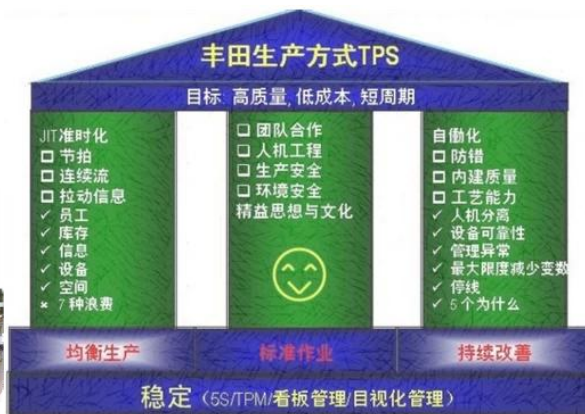 丰田生产方式TPS
目标: 高质量, 低成本, 短周期
JIT准时化
节拍
连续流
拉动信息
员工
库存
信息
设备
空间
7种浪费
团队合作
人机工程
生产安全
环境安全
精益思想与文化
自働化
防错
内建质量
工艺能力
人机分离
设备可靠性
管理异常
最大限度减少变数
停线
5个为什么
均衡生产
标准作业
持续改善
稳定（5S/TPM/看板管理/目视化管理）